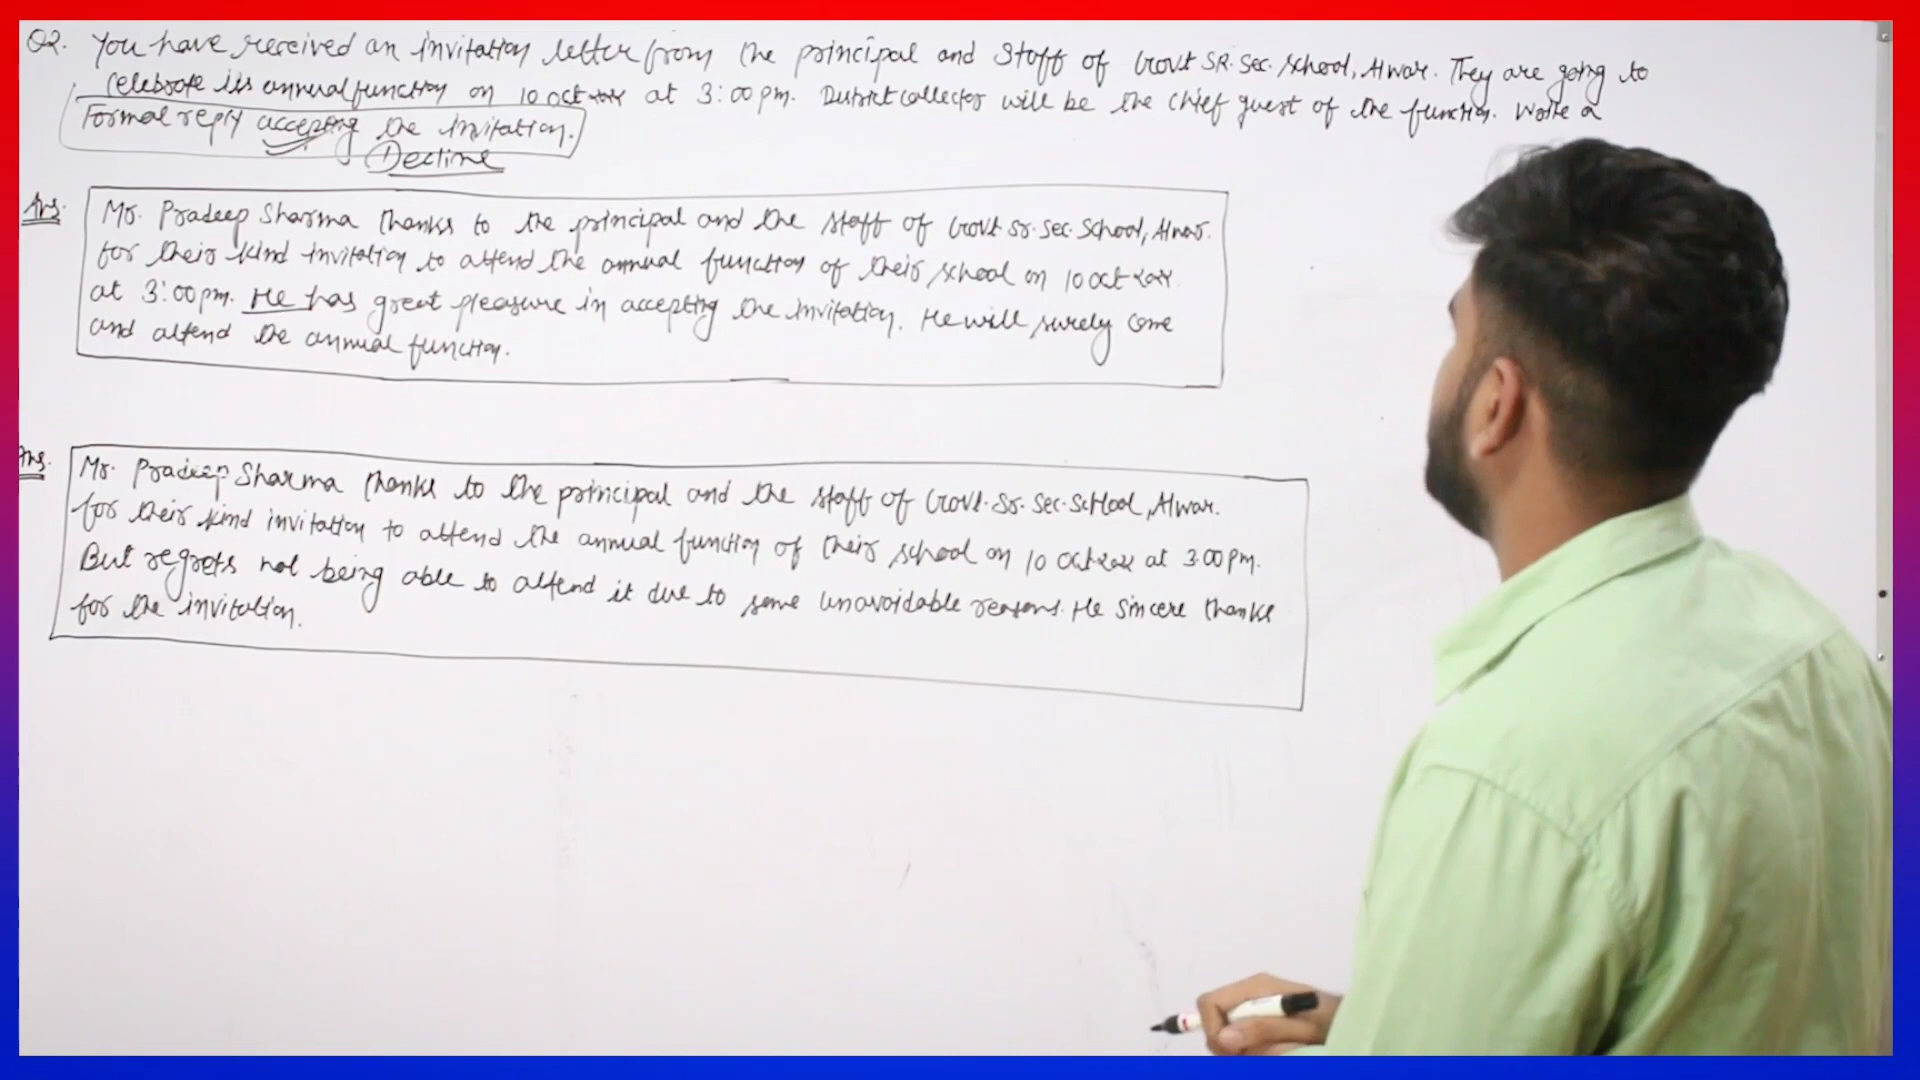 Q2. You have received an invitation letter from the principal and staff of Govt SR. Sec. school, Alwar. They are going to
celebrate its annual function on 10 oct 20xx at 3:00 pm. District collector will be the chief guest of the function. Write a
Formal reply accepting the invitation.
Decline
Ans. Mr. Pradeep Sharma thanks to the principal and the staff of Govt Sr. Sec. School, Alwar.
for their kind invitation to attend the annual function of their school on 10 oct 20xx
at 3:00 pm. He has great pleasure in accepting the invitation. He will surely come
and attend the annual function.
Ans. Mr. Pradeep Sharma thanks to the principal and the staff of Govt. Sr. Sec. School, Alwar.
for their kind invitation to attend the annual function of their school on 10 Oct 20xx at 3.00 pm.
But regrets not being able to attend it due to some unavoidable reasons. He sincere thanks
for the invitation.